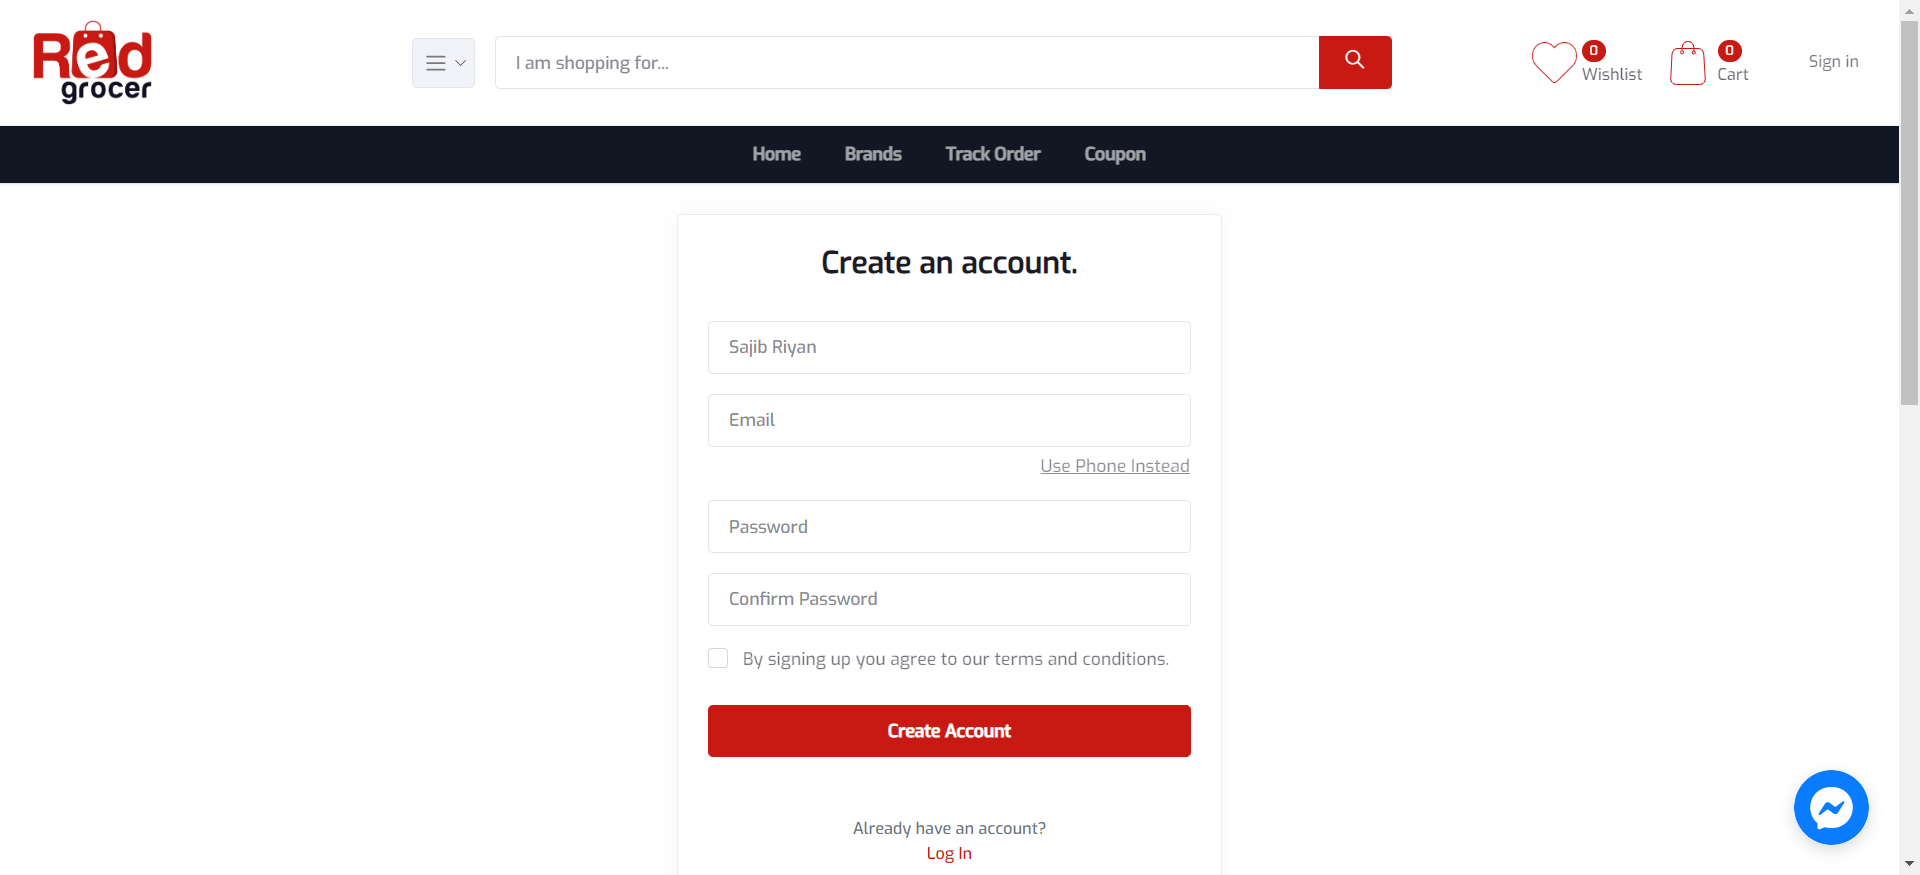 Red
grocer
I am shopping for...
0
Wishlist
0
Cart
Sign in
Home Brands Track Order Coupon
Create an account.
Sajib Riyan
Email
Use Phone Instead
Password
Confirm Password
By signing up you agree to our terms and conditions.
Create Account
Already have an account?
Log In